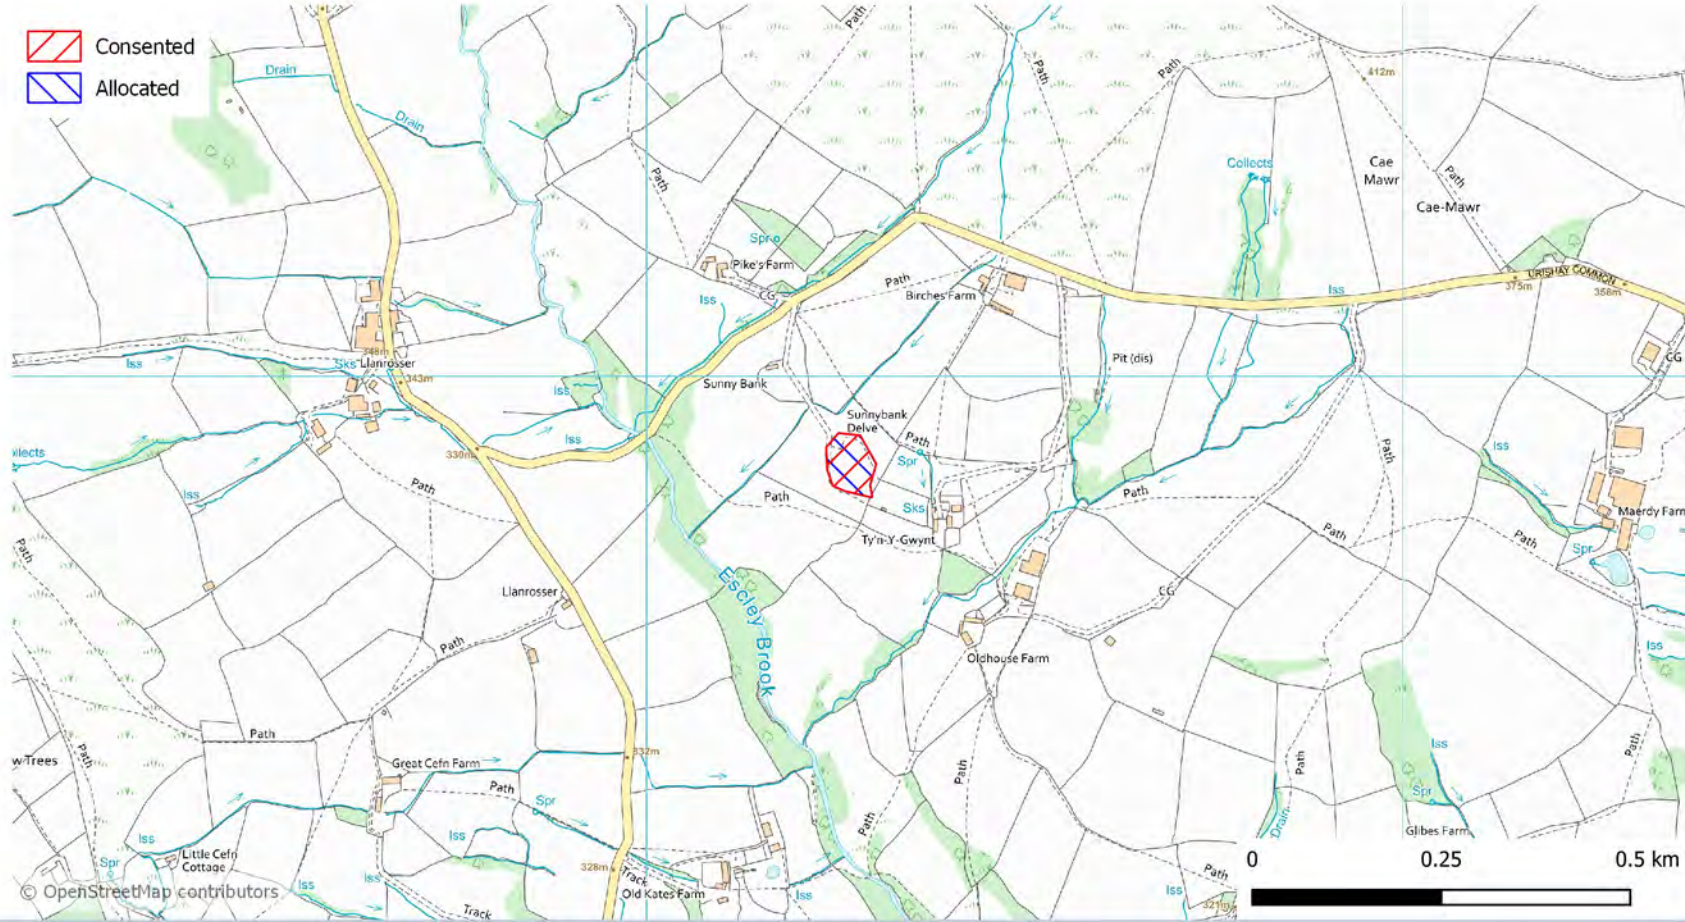 Consented
Allocated
Path
Drain
Drain
Path
Path
412m
Path
Collects
Cae
Mawr
Path
Cae-Mawr
Spr
Pike's Farm
CG
Iss
Path
Birches Farm
Iss
URISHAY COMMON
375m
358m
CG
Pit (dis)
Iss
348m
Sks
Llanrosser
343m
Iss
Sunny Bank
Sunnybank
Delve
Path
Spr
Iss
330m
Iss
Iss
Path
Path
Sks
Path
Path
Ty'n-Y-Gwynt
Path
Path
Maerdy Farm
Spr
Path
Escley Brook
Llanrosser
CG
Path
Oldhouse Farm
Iss
Path
Path
w Trees
Great Cefn Farm
332m
Path
Path
Path
Path
Iss
Spr
Spr
Iss
Iss
Path
Drain
Glibes Farm
Little Cefn
Cottage
Spr
328m
Track
Old Kates Farm
Iss
Iss
Iss
Track
Path
Iss
321m
0
0.25
0.5 km
© OpenStreetMap contributors